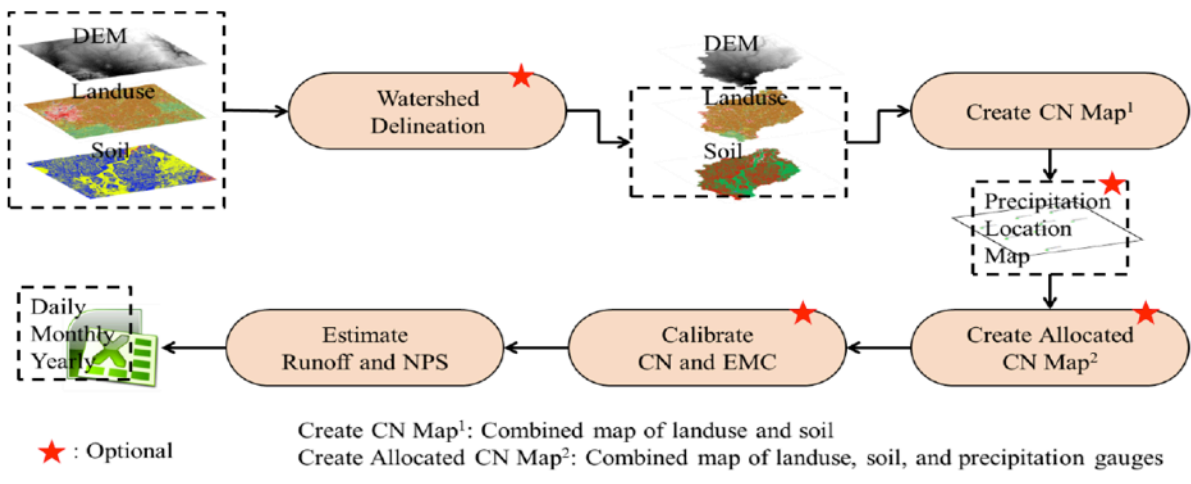 DEM
Landuse
Soil
Watershed
Delineation
DEM
Landuse
Soil
Create CN Map¹
Precipitation
Location
Map
Daily
Monthly
Yearly
Estimate
Runoff and NPS
Calibrate
CN and EMC
Create Allocated
CN Map²
★ : Optional
Create CN Map¹: Combined map of landuse and soil
Create Allocated CN Map²: Combined map of landuse, soil, and precipitation gauges